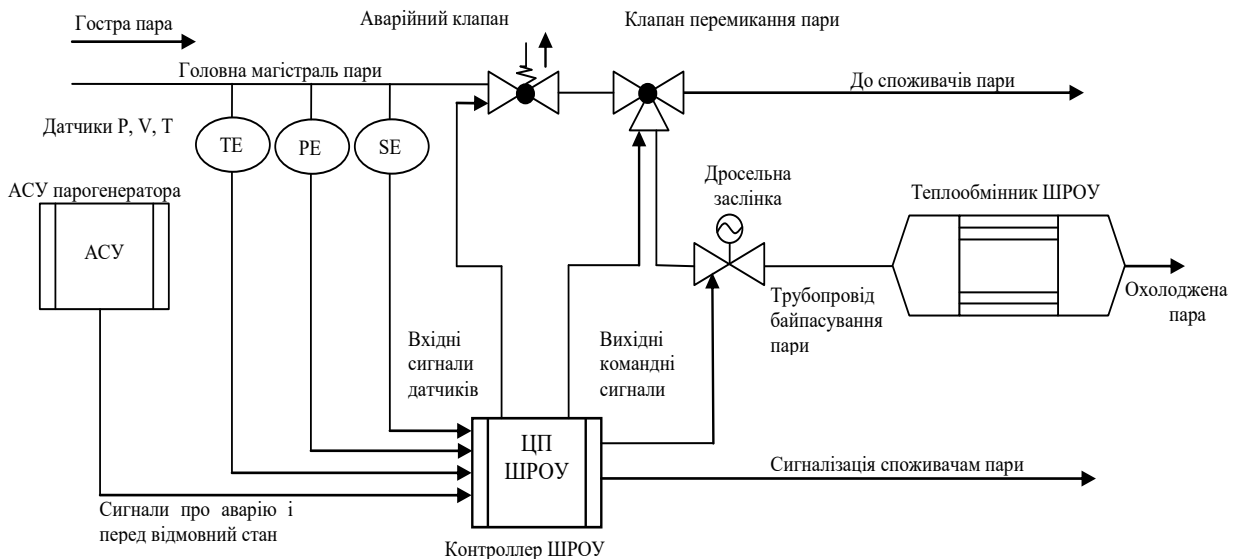 Гостра пара
Аварійний клапан
Клапан перемикання пари
Головна магістраль пари
До споживачів пари
Датчики P, V, T
TE
PE
SE
АСУ парогенератора
АСУ
Дросельна
заслінка
Теплообмінник ШРОУ
Трубопровід
байпасування
пари
Охолоджена
пара
Вхідні
сигнали
датчиків
Вихідні
командні
сигнали
ЦП
ШРОУ
Сигналізація споживачам пари
Сигнали про аварію і
перед відмовний стан
Контроллер ШРОУ